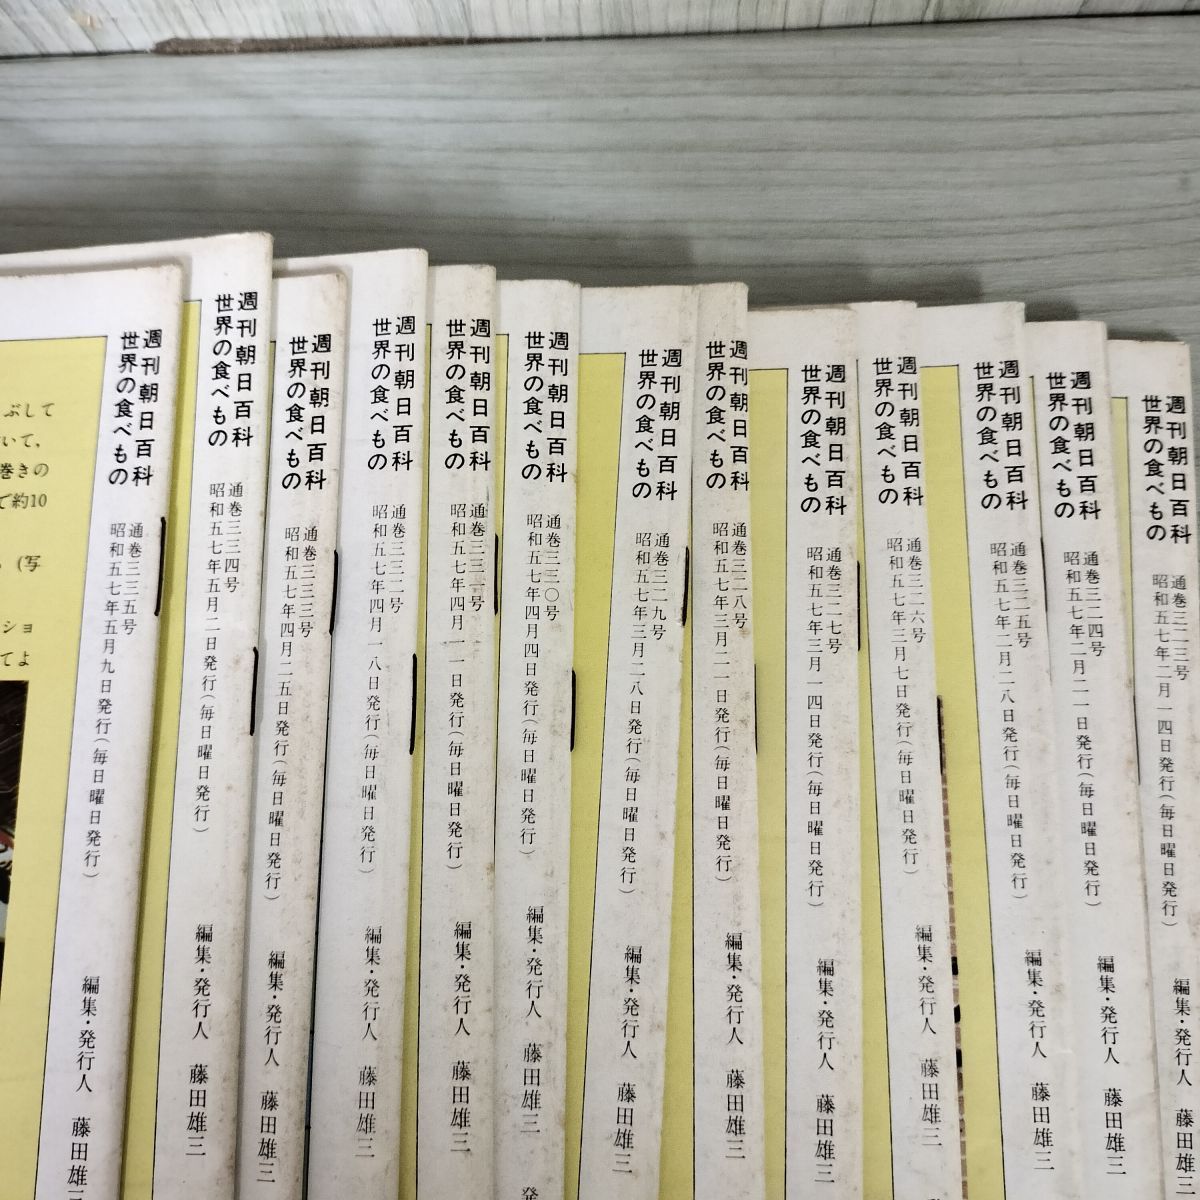 ぶして
いて,
巻きの
で約10
(写
ショ
てよ
週刊朝日百科
世界の食べもの
通巻三三五号
昭和五七年五月九日発行(毎日曜日発行)
編集・発行人 藤田雄三
週刊朝日百科
世界の食べもの
通巻三三四号
昭和五七年五月二日発行(毎日曜日発行)
編集・発行人 藤田雄三
週刊朝日百科
世界の食べもの
通巻三三三号
昭和五七年四月二五日発行(毎日曜日発行)
編集・発行人 藤田雄三
週刊朝日百科
世界の食べもの
通巻三三二号
昭和五七年四月一八日発行(毎日曜日発行)
編集・発行人 藤田雄三
週刊朝日百科
世界の食べもの
通巻三三一号
昭和五七年四月一一日発行(毎日曜日発行)
編集・発行人 藤田雄三
週刊朝日百科
世界の食べもの
通巻三三〇号
昭和五七年四月四日発行(毎日曜日発行)
編集・発行人 藤田雄三 発
週刊朝日百科
世界の食べもの
通巻三二九号
昭和五七年三月二八日発行(毎日曜日発行)
編集・発行人 藤田雄三
週刊朝日百科
世界の食べもの
通巻三二八号
昭和五七年三月二一日発行(毎日曜日発行)
編集・発行人 藤田雄三
週刊朝日百科
世界の食べもの
通巻三二七号
昭和五七年三月一四日発行(毎日曜日発行)
編集・発行人 藤田雄三
週刊朝日百科
世界の食べもの
通巻三二六号
昭和五七年三月七日発行(毎日曜日発行)
編集・発行人 藤田雄三
週刊朝日百科
世界の食べもの
通巻三二五号
昭和五七年二月二八日発行(毎日曜日発行)
編集・発行人 藤田雄三
週刊朝日百科
世界の食べもの
通巻三二四号
昭和五七年二月二一日発行(毎日曜日発行)
編集・発行人 藤田雄三
週刊朝日百科
世界の食べもの
通巻三二三号
昭和五七年二月一四日発行(毎日曜日発行)
編集・発行人 藤田雄三